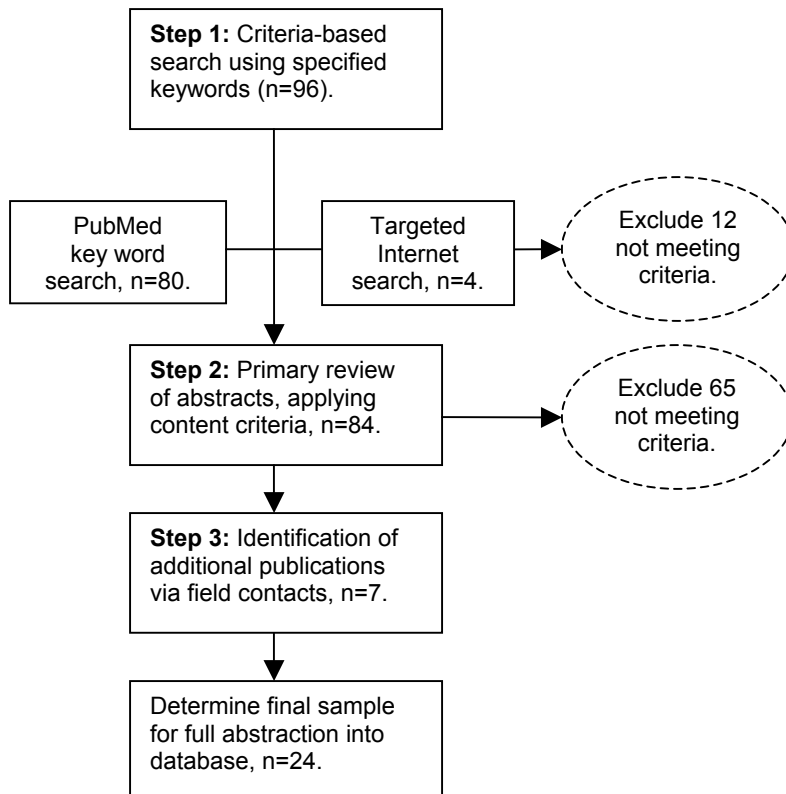 Step 1: Criteria-based
search using specified
keywords (n=96).
PubMed
key word
search, n=80.
Targeted
Internet
search, n=4.
Exclude 12
not meeting
criteria.
Step 2: Primary review
of abstracts, applying
content criteria, n=84.
Exclude 65
not meeting
criteria.
Step 3: Identification of
additional publications
via field contacts, n=7.
Determine final sample
for full abstraction into
database, n=24.